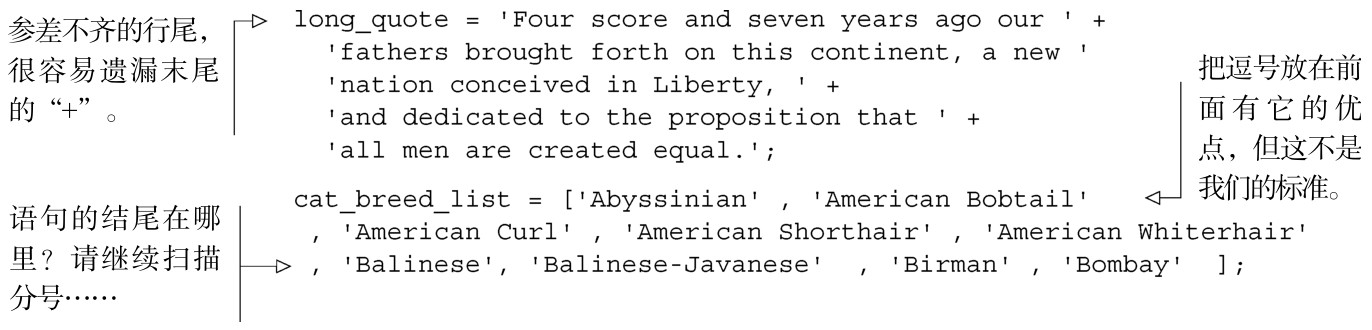 参差不齐的行尾，
很容易遗漏末尾
的“+”。
long_quote = 'Four score and seven years ago our ' +
'fathers brought forth on this continent, a new '
'nation conceived in Liberty, ' +
'and dedicated to the proposition that ' +
'all men are created equal.';
把逗号放在前
面有它的优
点，但这不是
我们的标准。
语句的结尾在哪
里？请继续扫描
分号……
cat_breed_list = ['Abyssinian' , 'American Bobtail'
, 'American Curl' , 'American Shorthair' , 'American Whiterhair'
, 'Balinese', 'Balinese-Javanese'  , 'Birman' , 'Bombay'  ];